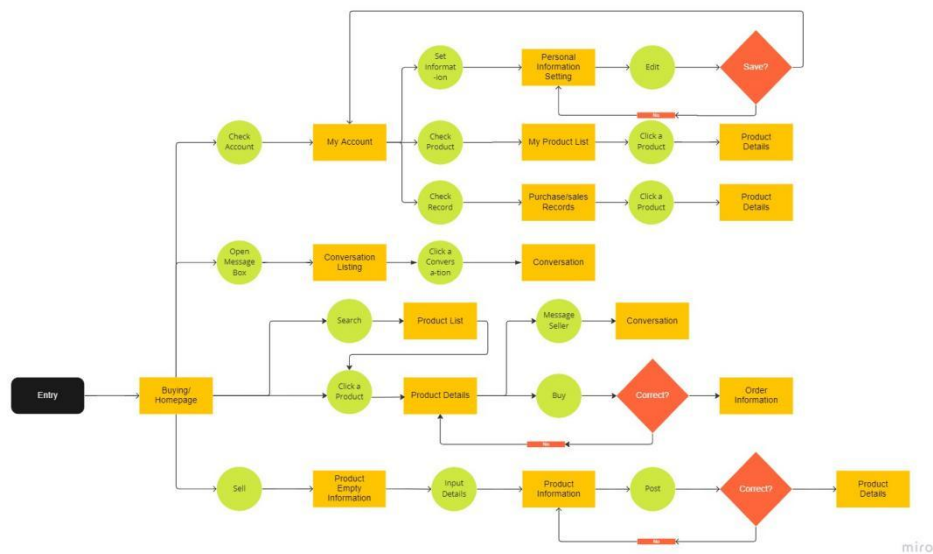 Set
Informat
-ion
Personal
Information
Setting
Edit
Save?
No
Check
Account
My Account
Check
Product
My Product List
Click a
Product
Product
Details
Check
Record
Purchase/sales
Records
Click a
Product
Product
Details
Open
Message
Box
Conversation
Listing
Click a
Convers
a-tion
Conversation
Search
Product List
Message
Seller
Conversation
Entry
Buying/
Homepage
Click a
Product
Product Details
Buy
Correct?
Order
Information
No
Sell
Product
Empty
Information
Input
Details
Product
Information
Post
Correct?
Product
Details
No
miro